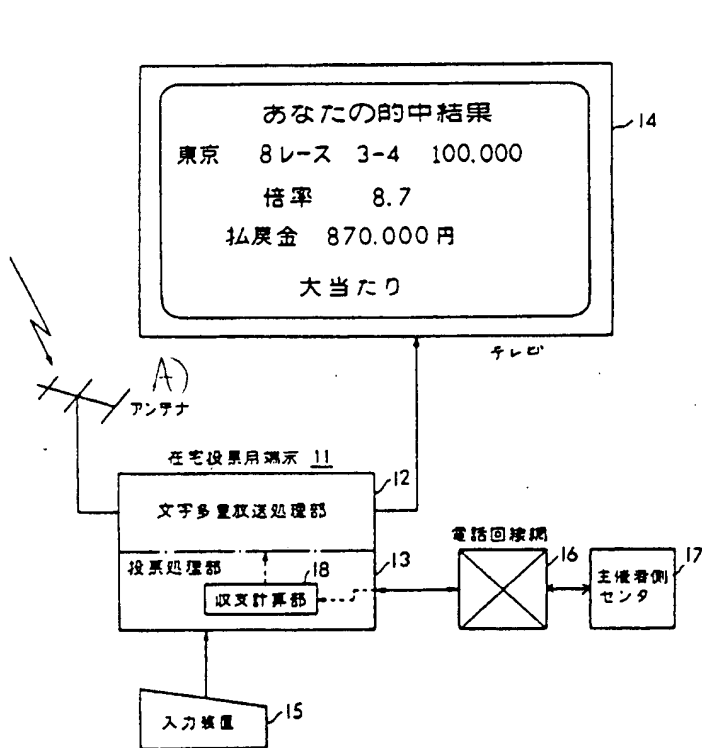 あなたの的中結果
東京 8レース 3-4 100.000
倍率 8.7
払戻金 870.000円
大当たり
14
テレビ
A)
アンテナ
在宅投票用端末 11
12
文字多重放送処理部
投票処理部
13
18
収支計算部
電話回線網
16
主催者側
センタ
17
入力装置
15